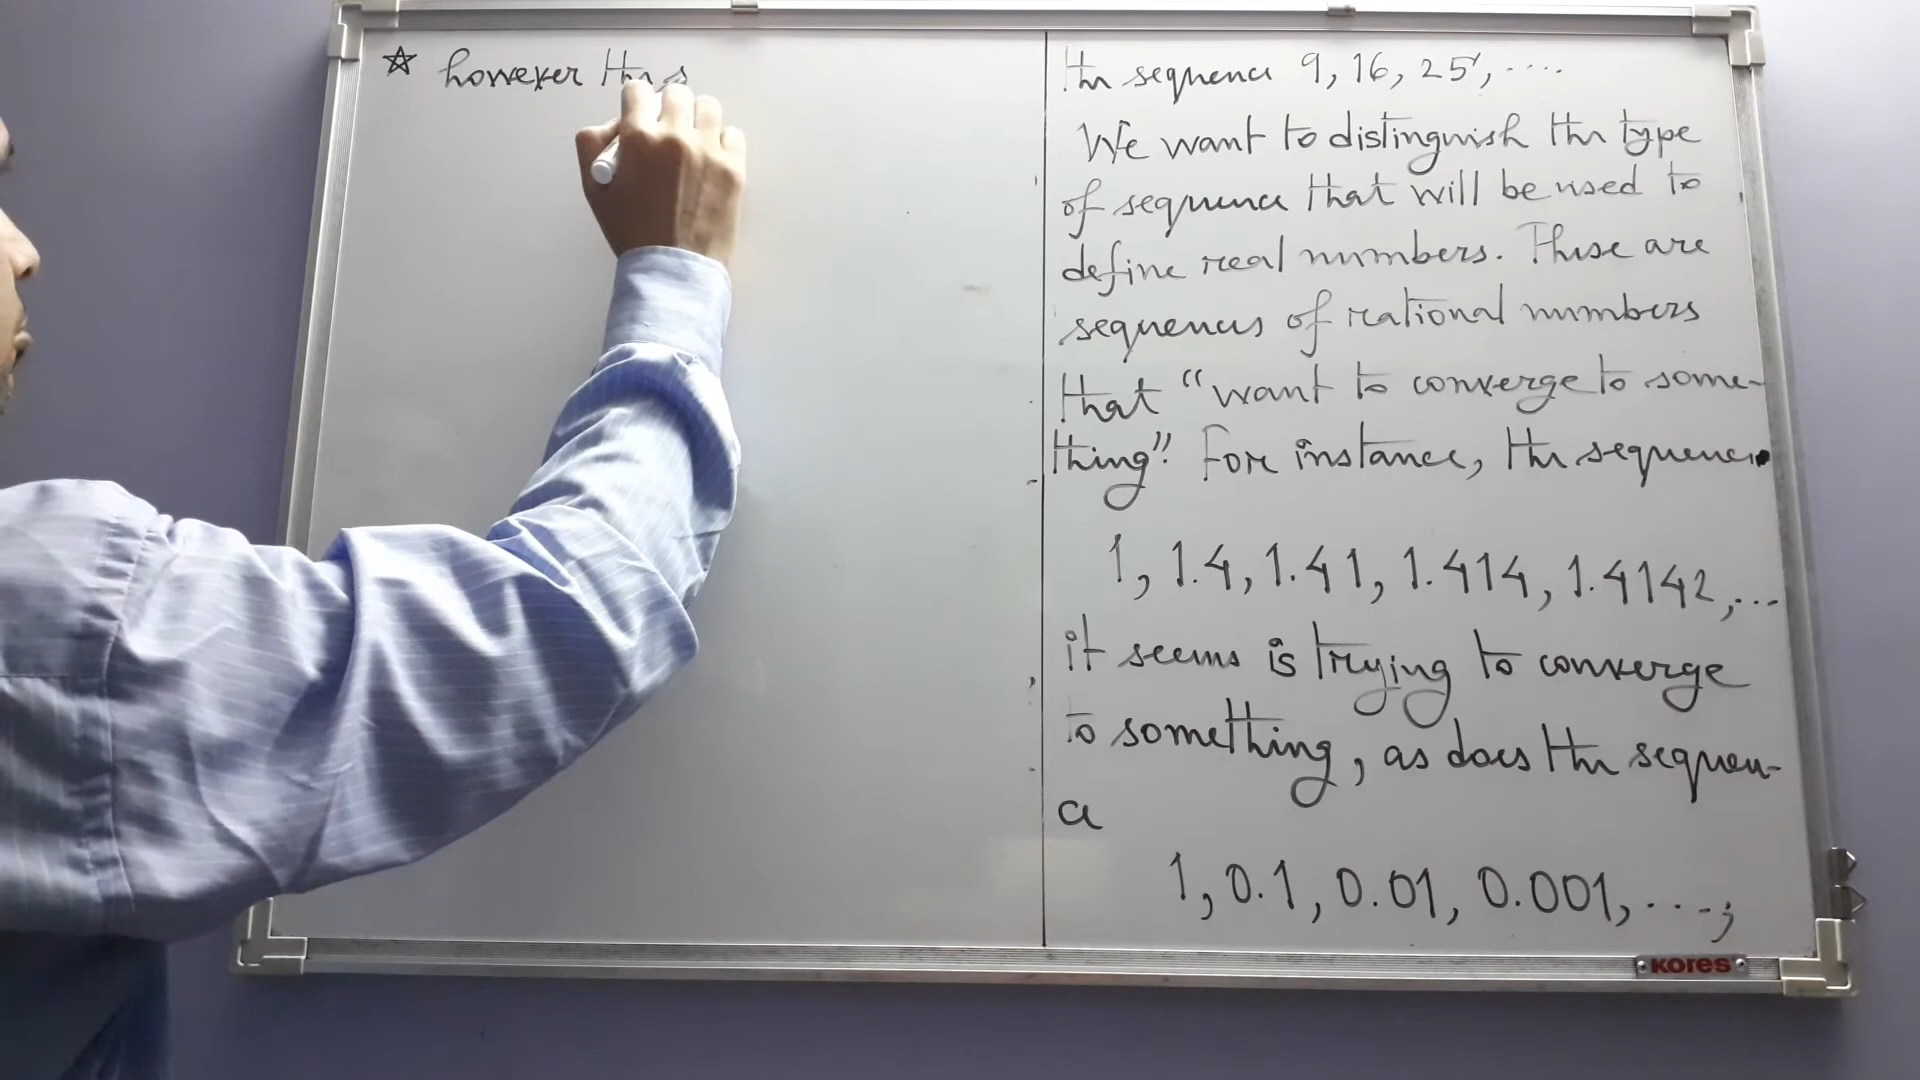 ☆ however the s
the sequence 9, 16, 25, ....
We want to distinguish the type
of sequence that will be used to
define real numbers. These are
sequences of rational numbers
that "want to converge to some-
thing". For instance, the sequence
1, 1.4, 1.41, 1.414, 1.4142, ...
it seems is trying to converge
to something, as does the sequen-
ce
1, 0.1, 0.01, 0.001, ....;
KORES